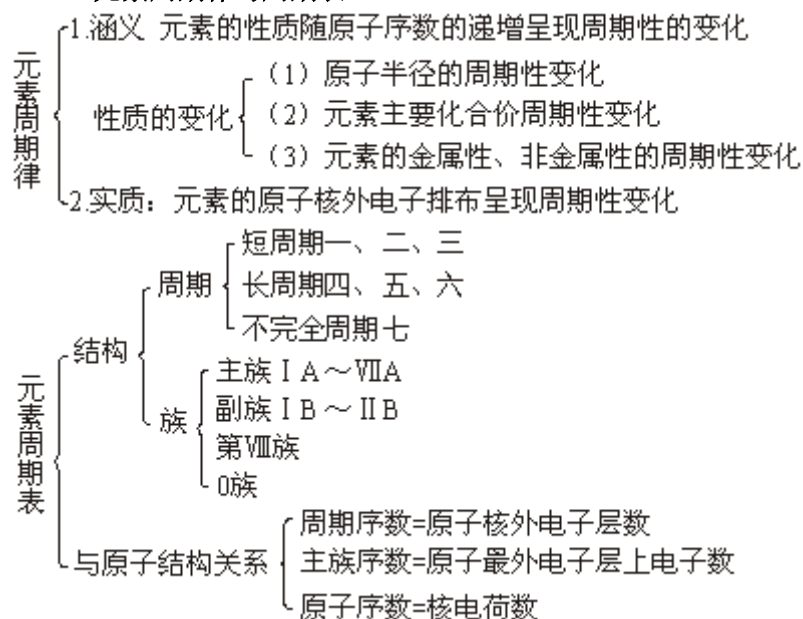 元素周期律
1.涵义 元素的性质随原子序数的递增呈现周期性的变化
性质的变化
（1）原子半径的周期性变化
（2）元素主要化合价周期性变化
（3）元素的金属性、非金属性的周期性变化
2.实质：元素的原子核外电子排布呈现周期性变化
元素周期表
结构
周期
短周期一、二、三
长周期四、五、六
不完全周期七
族
主族ⅠA～ⅦA
副族ⅠB～ⅡB
第Ⅷ族
0族
与原子结构关系
周期序数=原子核外电子层数
主族序数=原子最外电子层上电子数
原子序数=核电荷数